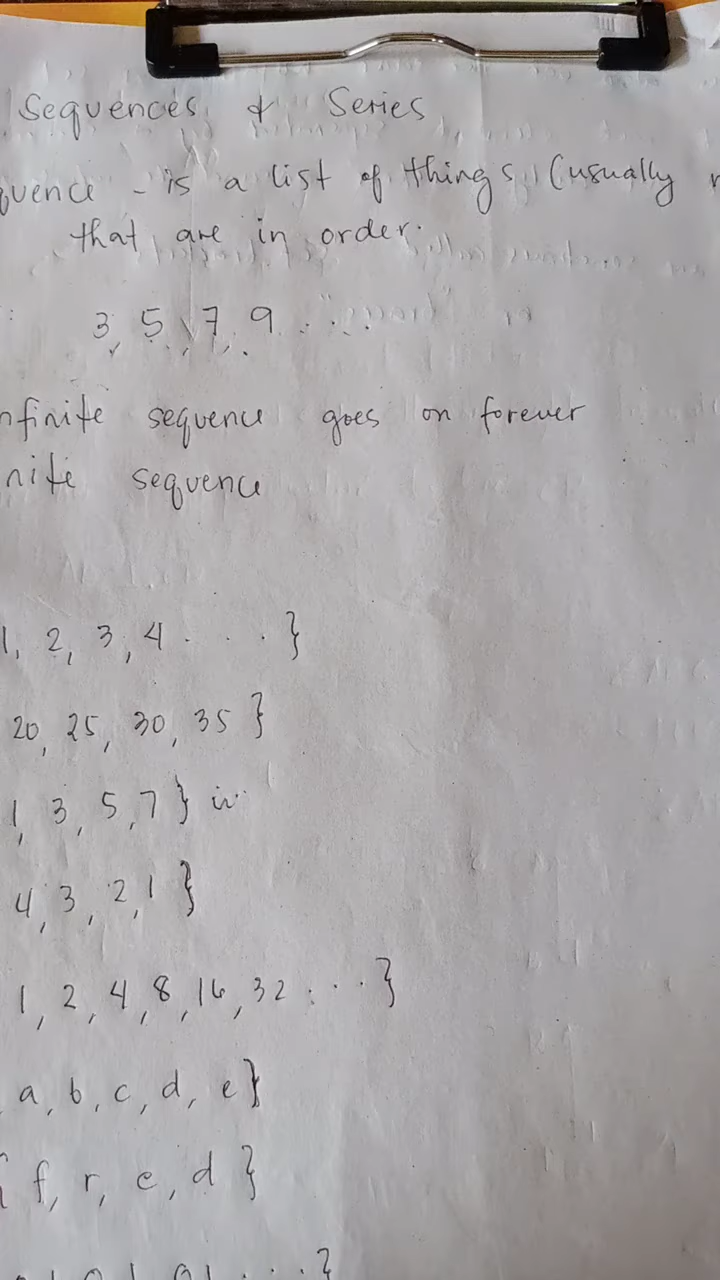 Sequences & Series
quence - is a list of things (usually
that are in order.
: 3, 5, 7, 9 . . . .
nfinite sequence goes on forever
nite sequence
1, 2, 3, 4 . . . . }
20, 25, 30, 35 }
1, 3, 5, 7 }
4, 3, 2, 1 }
1, 2, 4, 8, 16, 32 . . . . }
a, b, c, d, e }
{ f, r, e, d }